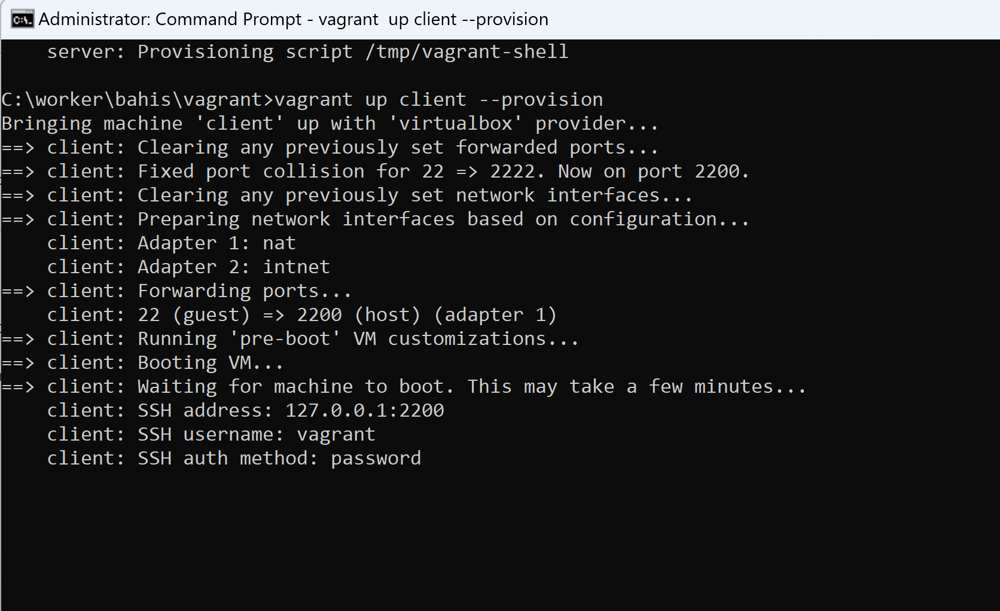 Administrator: Command Prompt - vagrant  up client --provision
    server: Provisioning script /tmp/vagrant-shell

C:\worker\bahis\vagrant>vagrant up client --provision
Bringing machine 'client' up with 'virtualbox' provider...
==> client: Clearing any previously set forwarded ports...
==> client: Fixed port collision for 22 => 2222. Now on port 2200.
==> client: Clearing any previously set network interfaces...
==> client: Preparing network interfaces based on configuration...
    client: Adapter 1: nat
    client: Adapter 2: intnet
==> client: Forwarding ports...
    client: 22 (guest) => 2200 (host) (adapter 1)
==> client: Running 'pre-boot' VM customizations...
==> client: Booting VM...
==> client: Waiting for machine to boot. This may take a few minutes...
    client: SSH address: 127.0.0.1:2200
    client: SSH username: vagrant
    client: SSH auth method: password